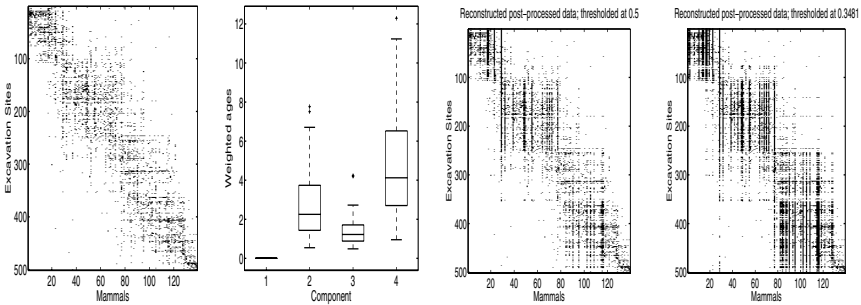 Reconstructed post-processed data; thresholded at 0.5
Reconstructed post-processed data; thresholded at 0.3481
100
200
300
400
500
20 40 60 80 100 120
Excavation Sites
Mammals
12
10
8
6
4
2
0
1 2 3 4
Weighted ages
Component
100
200
300
400
500
20 40 60 80 100 120
Excavation Sites
Mammals
100
200
300
400
500
20 40 60 80 100 120
Excavation Sites
Mammals